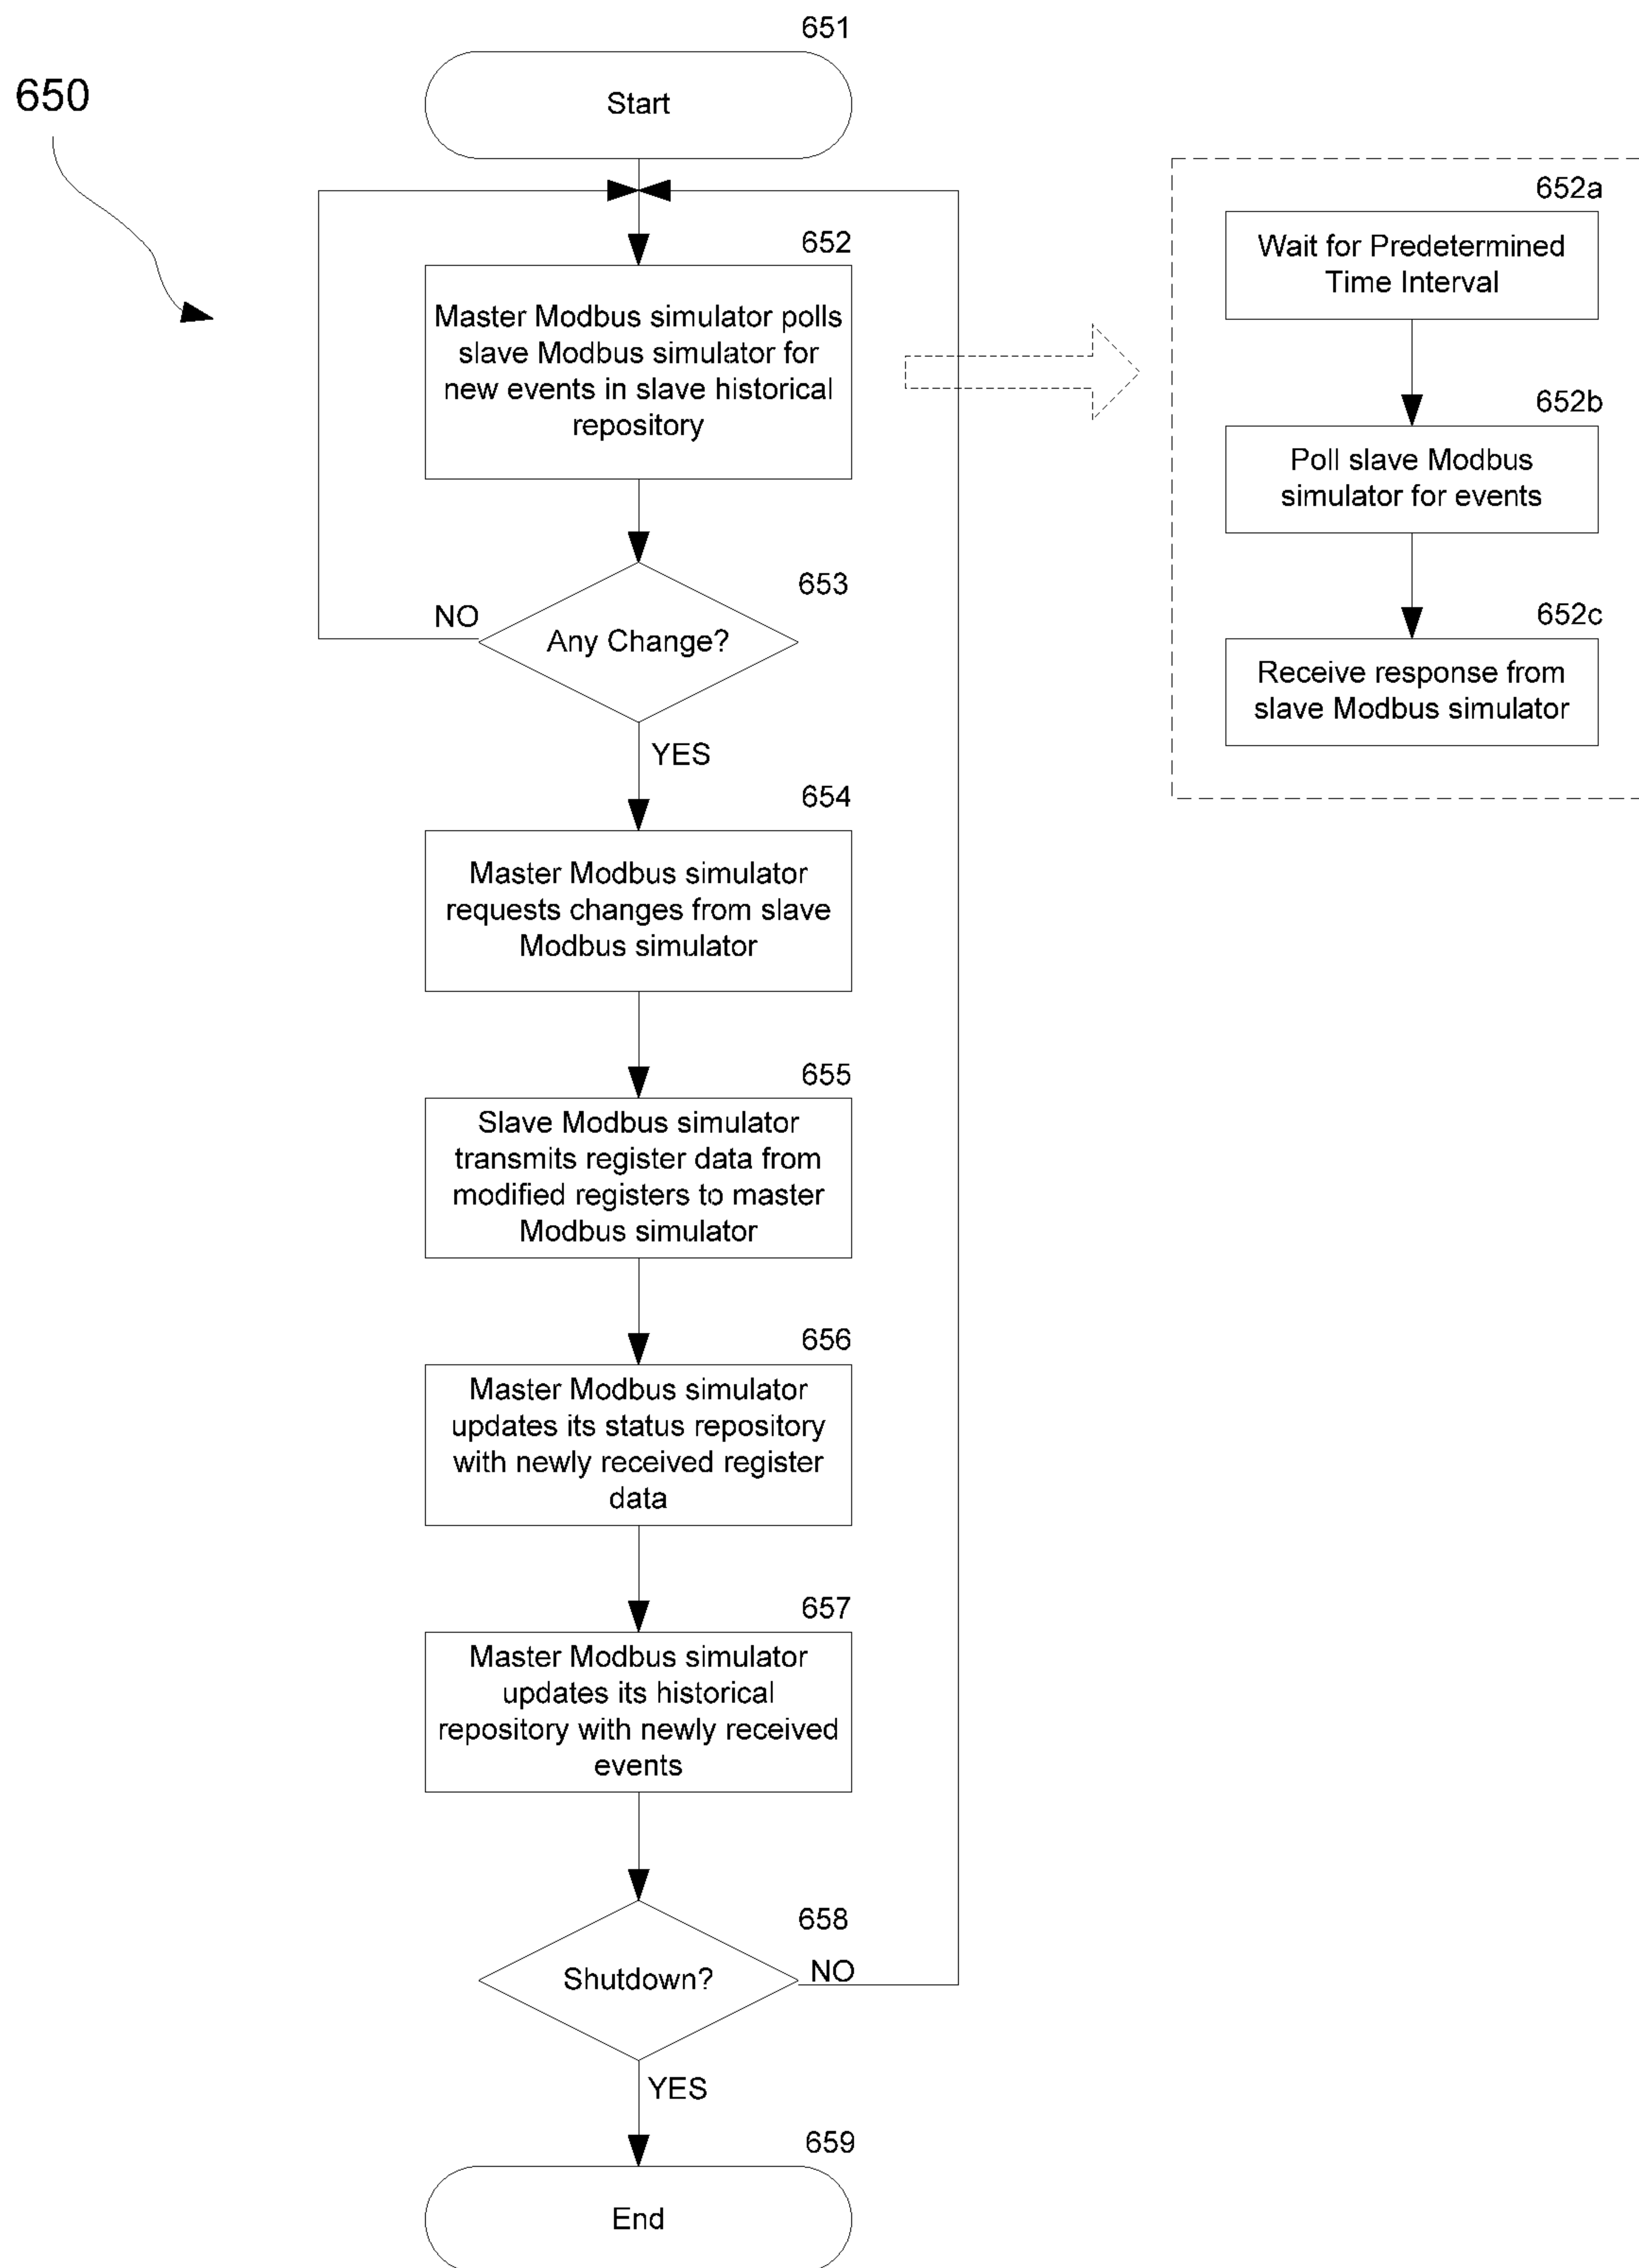 651
650
Start
652
Master Modbus simulator polls
slave Modbus simulator for
new events in slave historical
repository
653
NO
Any Change?
YES
654
Master Modbus simulator
requests changes from slave
Modbus simulator
655
Slave Modbus simulator
transmits register data from
modified registers to master
Modbus simulator
656
Master Modbus simulator
updates its status repository
with newly received register
data
657
Master Modbus simulator
updates its historical
repository with newly received
events
658
Shutdown?
NO
YES
659
End
652a
Wait for Predetermined
Time Interval
652b
Poll slave Modbus
simulator for events
652c
Receive response from
slave Modbus simulator